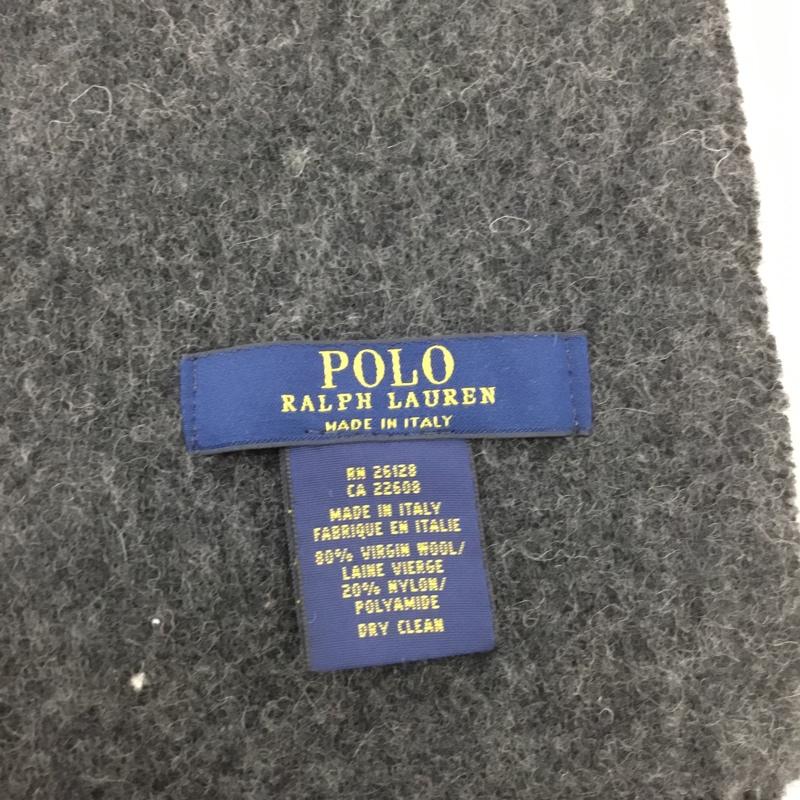 POLO
RALPH LAUREN
MADE IN ITALY
RN 26128
CA 22608
MADE IN ITALY
FABRIQUE EN ITALIE
80% VIRGIN WOOL/
LAINE VIERGE
20% NYLON/
POLYAMIDE
DRY CLEAN